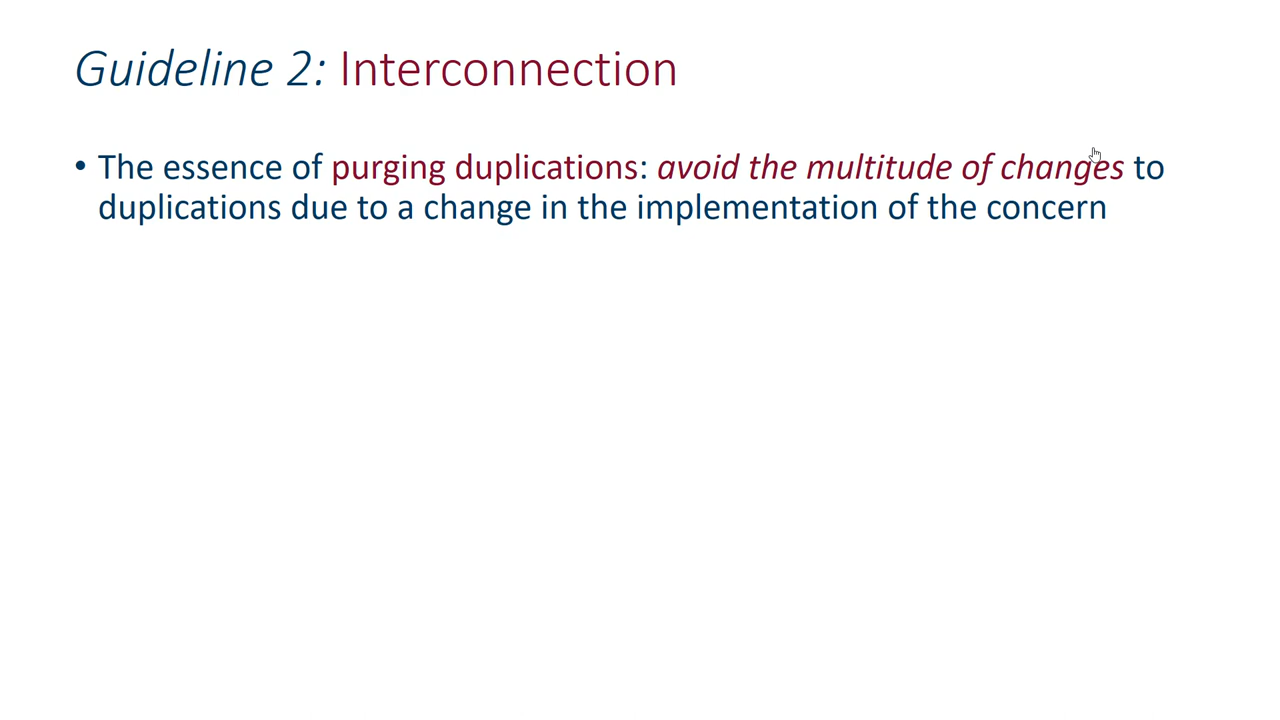 Guideline 2: Interconnection
• The essence of purging duplications: avoid the multitude of changes to
duplications due to a change in the implementation of the concern